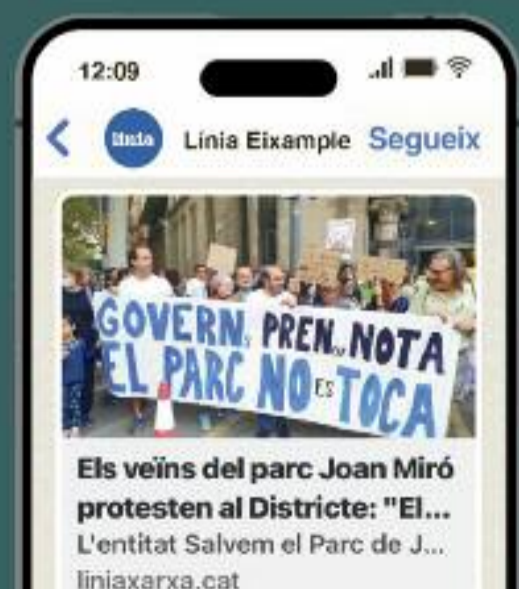 12:09
línia
Línia Eixample
Segueix
GOVERN, PREN NOTA
EL PARC NO ES TOCA
Els veïns del parc Joan Miró
protesten al Districte: "El...
L'entitat Salvem el Parc de J...
liniaxarxa.cat